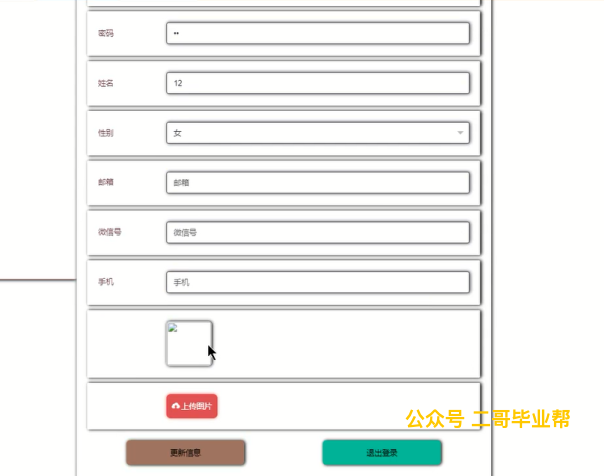 密码 ••
姓名 12
性别 女
邮箱 邮箱
微信号 微信号
手机 手机
上传图片
公众号 二哥毕业帮
更新信息 退出登录